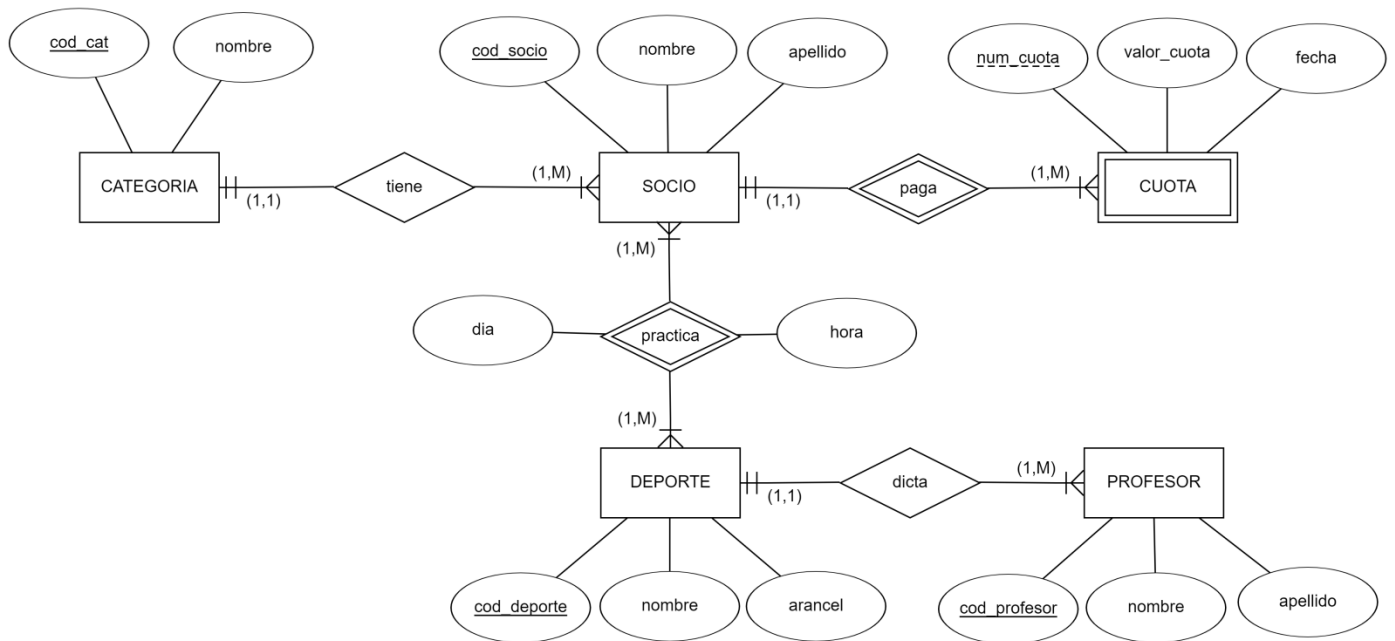 cod_cat
nombre
cod_socio
nombre
apellido
num_cuota
valor_cuota
fecha
CATEGORIA
(1,1)
tiene
(1,M)
SOCIO
(1,1)
paga
(1,M)
CUOTA
(1,M)
dia
practica
hora
(1,M)
DEPORTE
(1,1)
dicta
(1,M)
PROFESOR
cod_deporte
nombre
arancel
cod_profesor
nombre
apellido